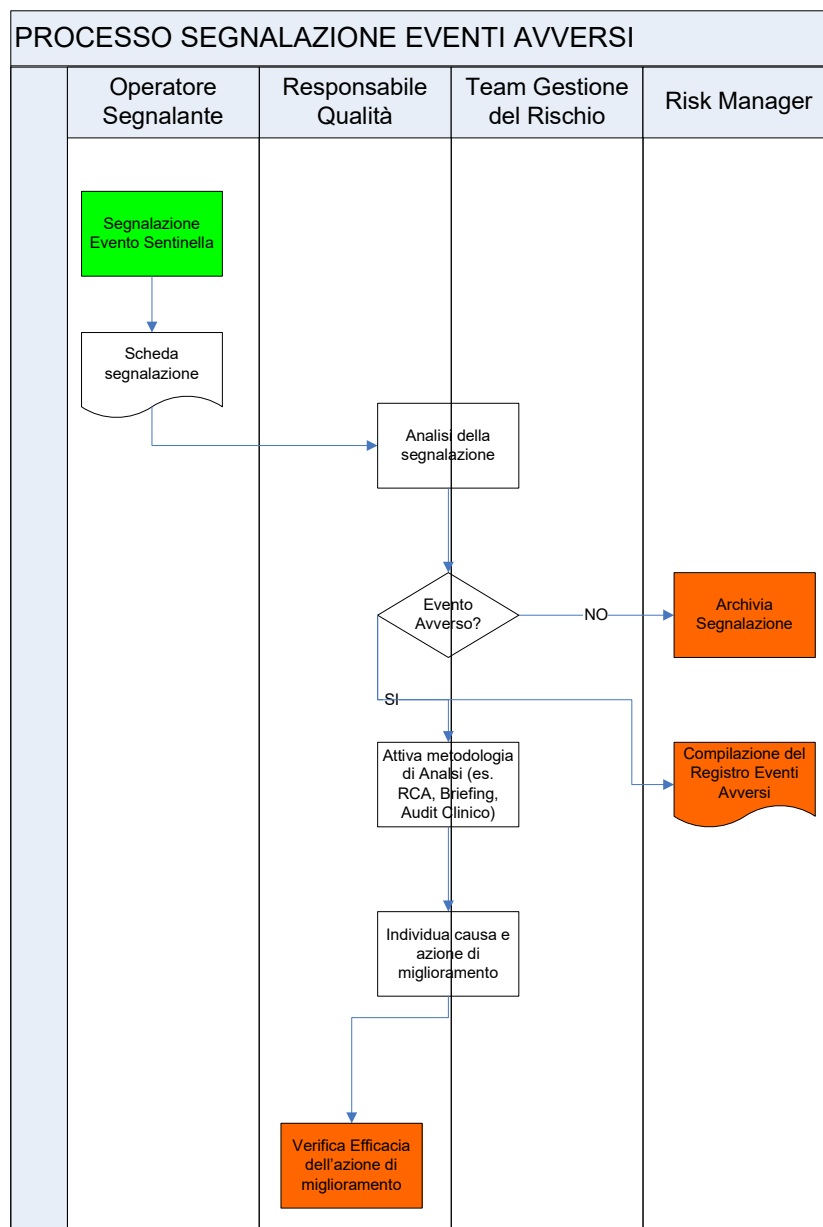 PROCESSO SEGNALAZIONE EVENTI AVVERSI
Operatore
Segnalante
Responsabile
Qualità
Team Gestione
del Rischio
Risk Manager
Segnalazione
Evento Sentinella
Scheda
segnalazione
Analisi della
segnalazione
Evento
Avverso?
NO
Archivia
Segnalazione
SI
Attiva metodologia
di Analsi (es.
RCA, Briefing,
Audit Clinico)
Compilazione del
Registro Eventi
Avversi
Individua causa e
azione di
miglioramento
Verifica Efficacia
dell'azione di
miglioramento